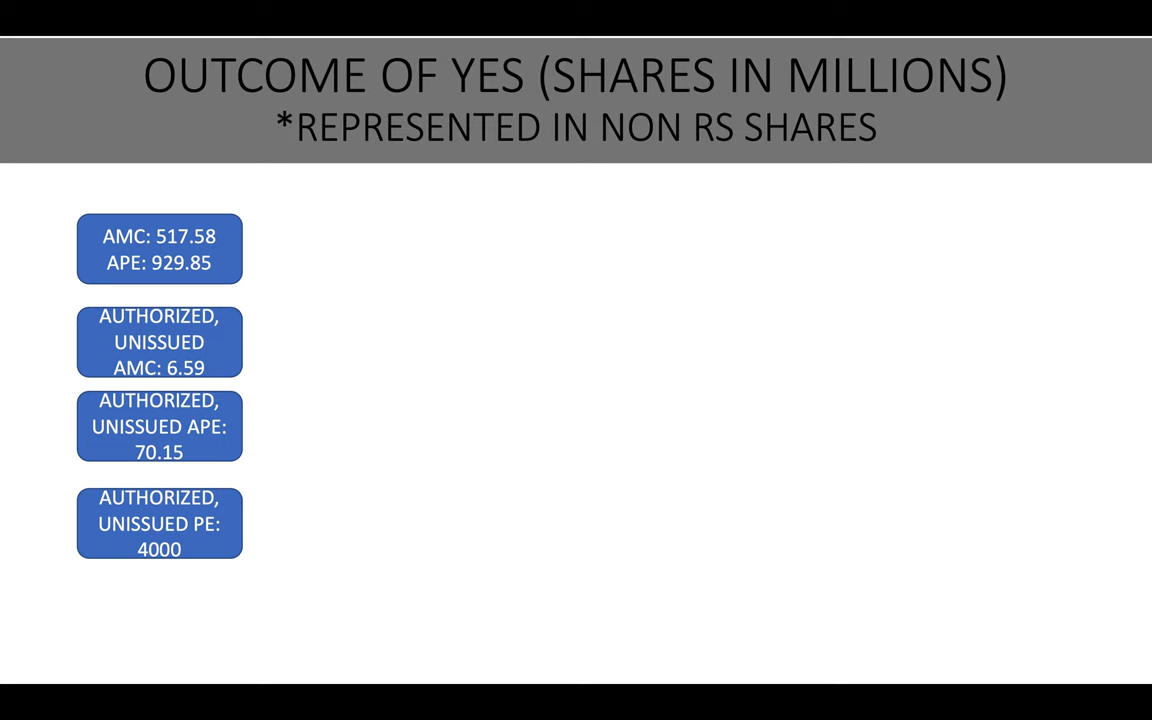 OUTCOME OF YES (SHARES IN MILLIONS)
*REPRESENTED IN NON RS SHARES
AMC: 517.58
APE: 929.85
AUTHORIZED,
UNISSUED
AMC: 6.59
AUTHORIZED,
UNISSUED APE:
70.15
AUTHORIZED,
UNISSUED PE:
4000